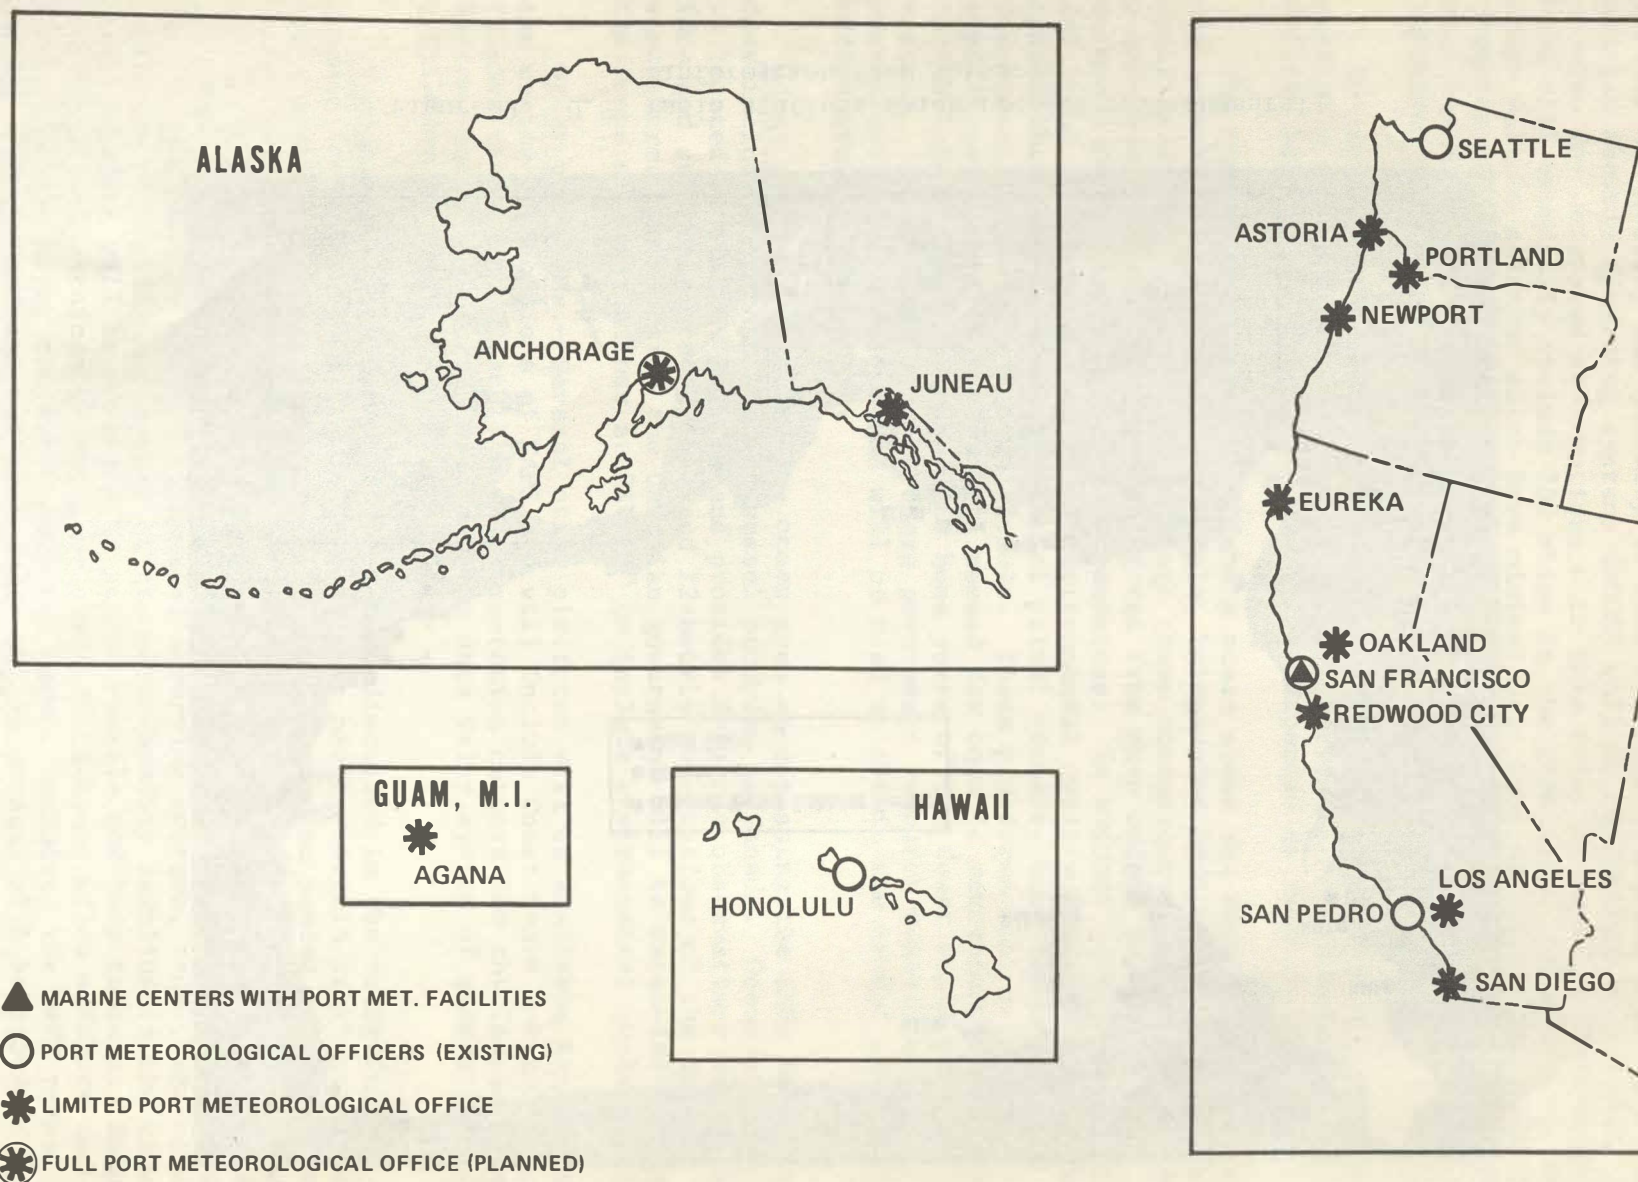 ALASKA
ANCHORAGE
JUNEAU
SEATTLE
ASTORIA
PORTLAND
NEWPORT
EUREKA
OAKLAND
SAN FRANCISCO
REDWOOD CITY
LOS ANGELES
SAN PEDRO
SAN DIEGO
GUAM, M.I.
AGANA
HAWAII
HONOLULU
MARINE CENTERS WITH PORT MET. FACILITIES
PORT METEOROLOGICAL OFFICERS (EXISTING)
LIMITED PORT METEOROLOGICAL OFFICE
FULL PORT METEOROLOGICAL OFFICE (PLANNED)